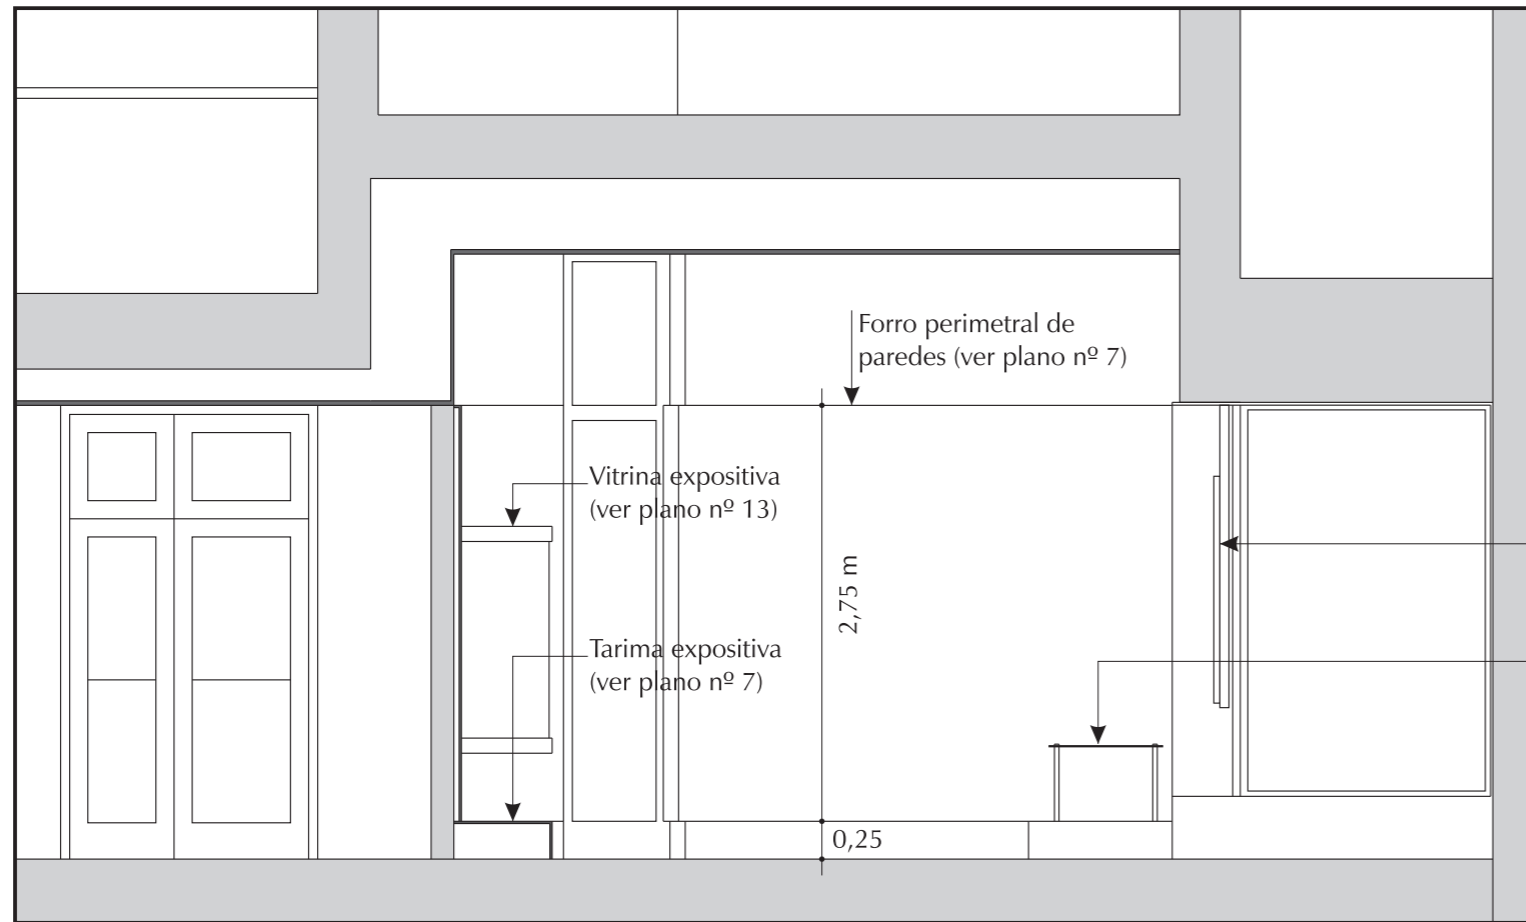 Forro perimetral de
paredes (ver plano nº 7)
Vitrina expositiva
(ver plano nº 13)
2,75 m
Tarima expositiva
(ver plano nº 7)
0,25